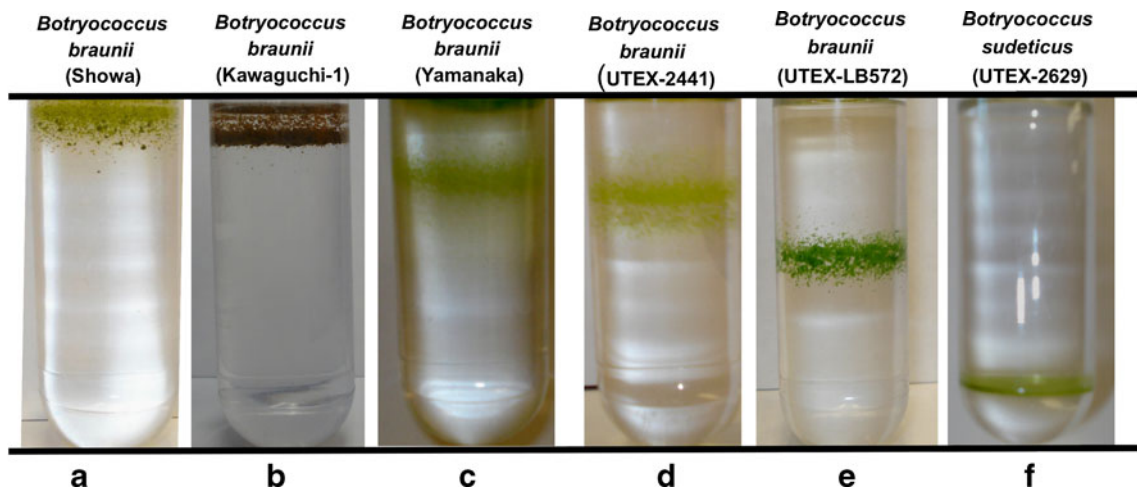 Botryococcus
braunii
(Showa)
Botryococcus
braunii
(Kawaguchi-1)
Botryococcus
braunii
(Yamanaka)
Botryococcus
braunii
(UTEX-2441)
Botryococcus
braunii
(UTEX-LB572)
Botryococcus
sudeticus
(UTEX-2629)
a
b
c
d
e
f